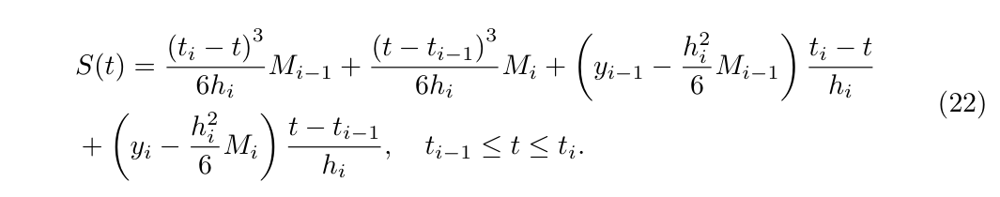 S(t) = \frac{(t_i - t)^3}{6h_i} M_{i-1} + \frac{(t - t_{i-1})^3}{6h_i} M_i + \left( y_{i-1} - \frac{h_i^2}{6} M_{i-1} \right) \frac{t_i - t}{h_i}
+ \left( y_i - \frac{h_i^2}{6} M_i \right) \frac{t - t_{i-1}}{h_i}, \quad t_{i-1} \leq t \leq t_i.
(22)